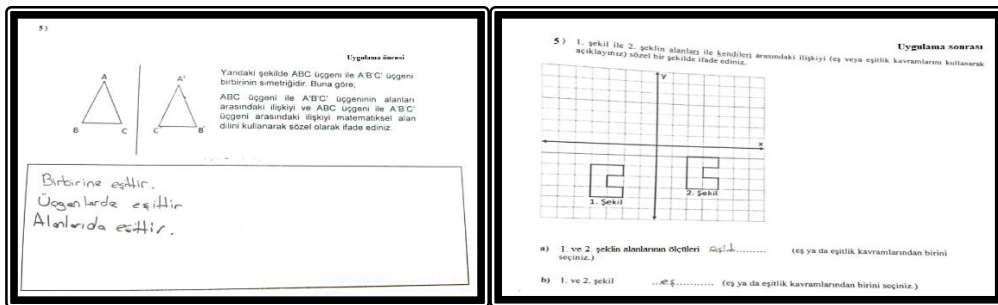 5 )
Uygulama öncesi
Yandaki şekilde ABC üçgeni ile A'B'C' üçgeni
birbirinin simetriğidir. Buna göre,
ABC üçgeni ile A'B'C' üçgeninin alanları
arasındaki ilişkiyi ve ABC üçgeni ile A'B'C'
üçgeni arasındaki ilişkiyi matematiksel alan
dilini kullanarak sözel olarak ifade ediniz.
A
A'
B
C
C'
B'
Birbirine eşittir.
Üçgenlerde eşittir
Alanlarıda eşittir.
Uygulama sonrası
5 ) 1. şekil ile 2. şeklin alanları ile kendileri arasındaki ilişkiyi (eş veya eşitlik kavramlarını kullanarak
açıklayınız) sözel bir şekilde ifade ediniz.
y
x
1. Şekil
2. Şekil
a) 1. ve 2. şeklin alanlarının ölçüleri eşit.......... (eş ya da eşitlik kavramlarından birini
seçiniz.)
b) 1. ve 2. şekil ...eş............ (eş ya da eşitlik kavramlarından birini seçiniz.)